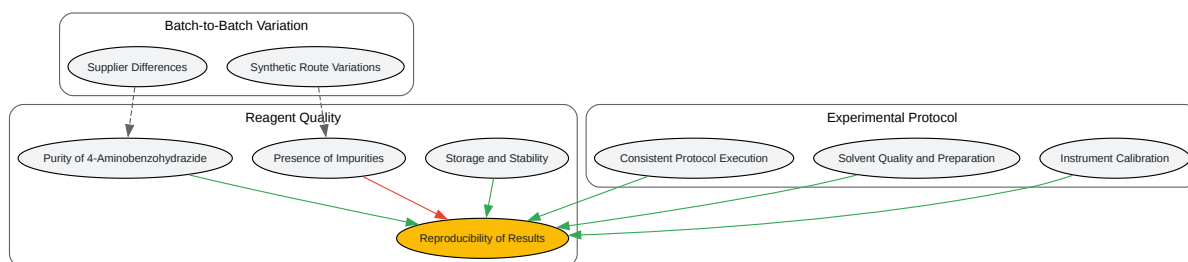 Batch-to-Batch Variation
Supplier Differences
Synthetic Route Variations
Reagent Quality
Experimental Protocol
Purity of 4-Aminobenzohydrazide
Presence of Impurities
Storage and Stability
Consistent Protocol Execution
Solvent Quality and Preparation
Instrument Calibration
Reproducibility of Results